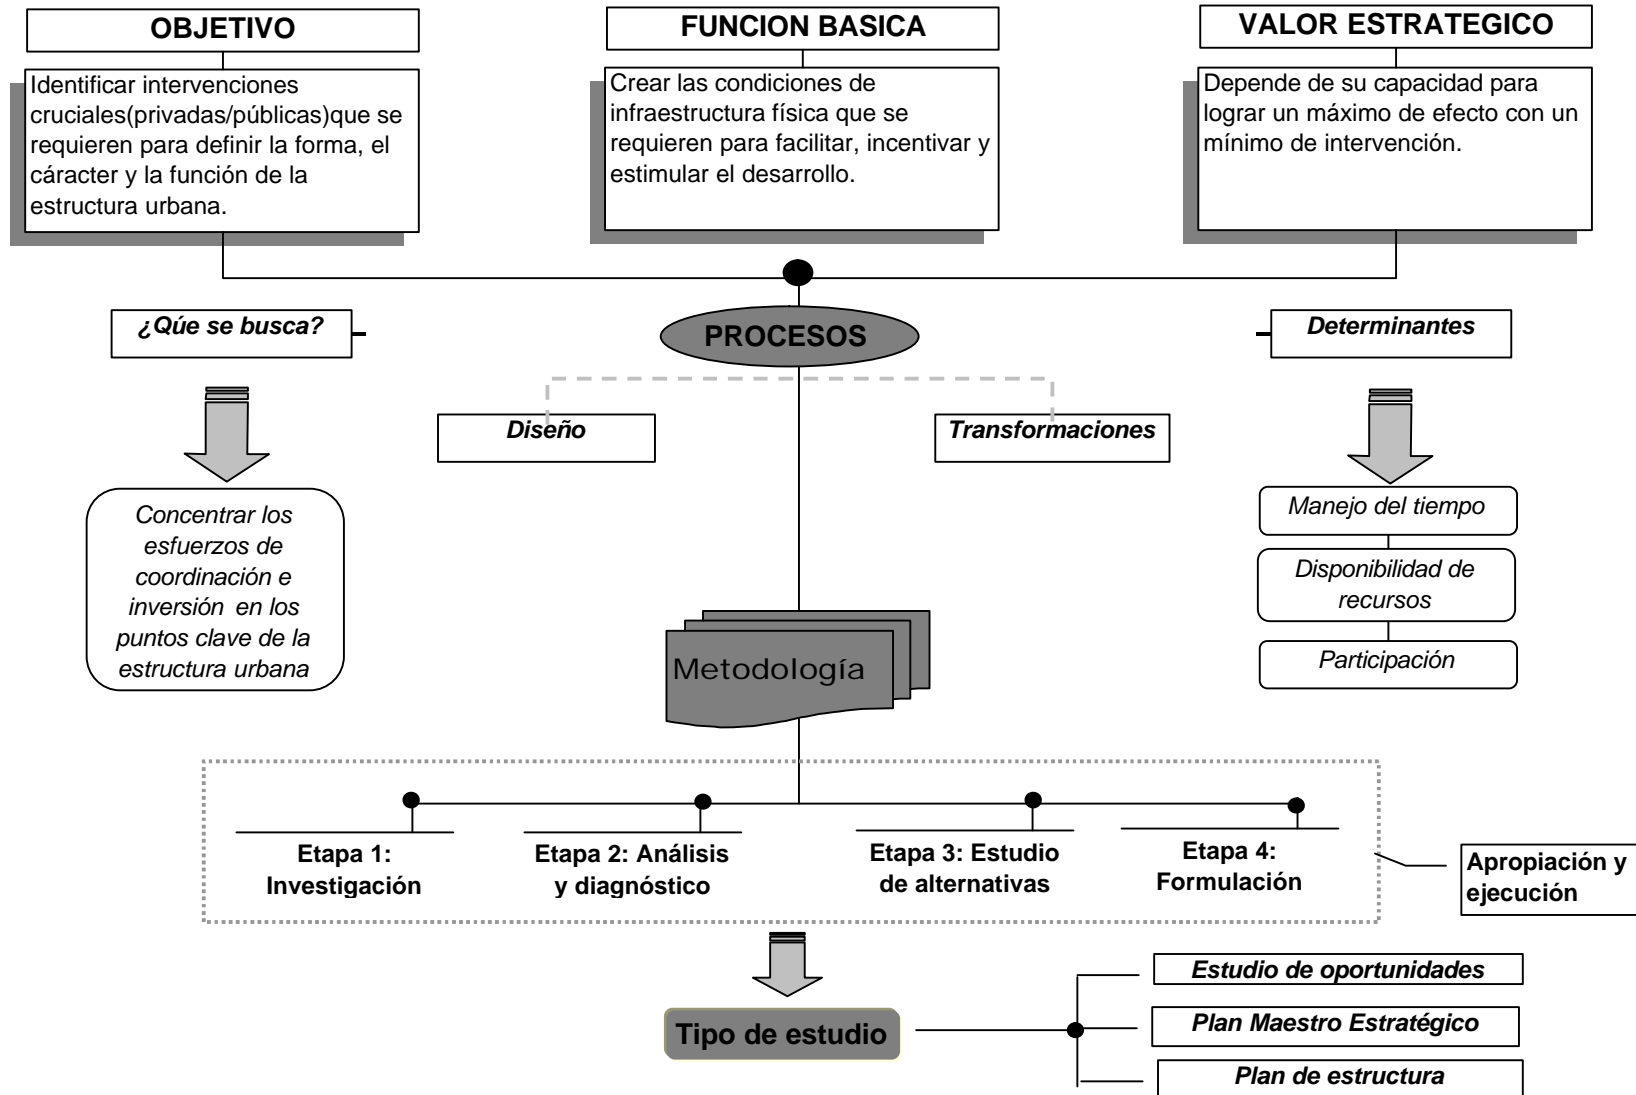 OBJETIVO
Identificar intervenciones
cruciales(privadas/públicas)que se
requieren para definir la forma, el
cáracter y la función de la
estructura urbana.
FUNCION BASICA
Crear las condiciones de
infraestructura física que se
requieren para facilitar, incentivar y
estimular el desarrollo.
VALOR ESTRATEGICO
Depende de su capacidad para
lograr un máximo de efecto con un
mínimo de intervención.
¿Qúe se busca?
PROCESOS
Determinantes
Diseño
Transformaciones
Concentrar los
esfuerzos de
coordinación e
inversión en los
puntos clave de la
estructura urbana
Manejo del tiempo
Disponibilidad de
recursos
Participación
Metodología
Etapa 1:
Investigación
Etapa 2: Análisis
y diagnóstico
Etapa 3: Estudio
de alternativas
Etapa 4:
Formulación
Apropiación y
ejecución
Tipo de estudio
Estudio de oportunidades
Plan Maestro Estratégico
Plan de estructura